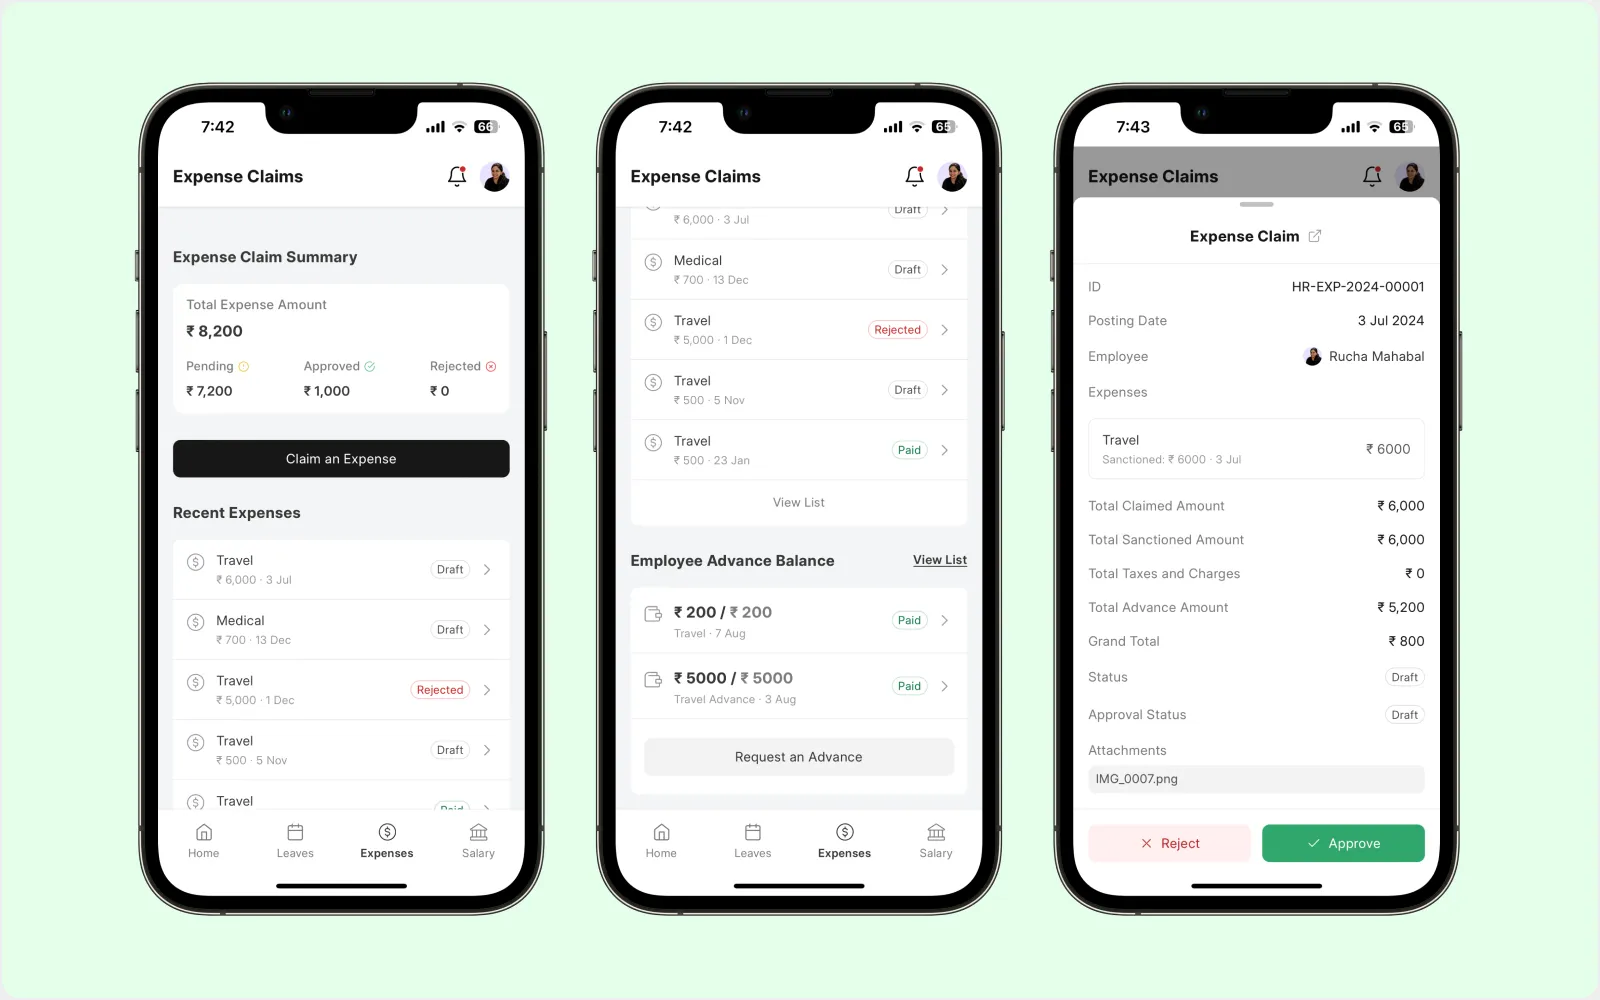 7:42
66
Expense Claims
Expense Claim Summary
Total Expense Amount
₹ 8,200
Pending Approved Rejected
₹ 7,200 ₹ 1,000 ₹ 0
Claim an Expense
Recent Expenses
Travel
₹ 6,000 · 3 Jul
Draft
Medical
₹ 700 · 13 Dec
Draft
Travel
₹ 5,000 · 1 Dec
Rejected
Travel
₹ 500 · 5 Nov
Draft
Travel
Paid
Home Leaves Expenses Salary
7:42
65
Expense Claims
₹ 6,000 · 3 Jul
Draft
Medical
₹ 700 · 13 Dec
Draft
Travel
₹ 5,000 · 1 Dec
Rejected
Travel
₹ 500 · 5 Nov
Draft
Travel
₹ 500 · 23 Jan
Paid
View List
Employee Advance Balance View List
₹ 200 / ₹ 200
Travel · 7 Aug
Paid
₹ 5000 / ₹ 5000
Travel Advance · 3 Aug
Paid
Request an Advance
Home Leaves Expenses Salary
7:43
65
Expense Claims
Expense Claim
ID HR-EXP-2024-00001
Posting Date 3 Jul 2024
Employee Rucha Mahabal
Expenses
Travel
Sanctioned: ₹ 6000 · 3 Jul
₹ 6000
Total Claimed Amount ₹ 6,000
Total Sanctioned Amount ₹ 6,000
Total Taxes and Charges ₹ 0
Total Advance Amount ₹ 5,200
Grand Total ₹ 800
Status Draft
Approval Status Draft
Attachments
IMG_0007.png
Reject Approve